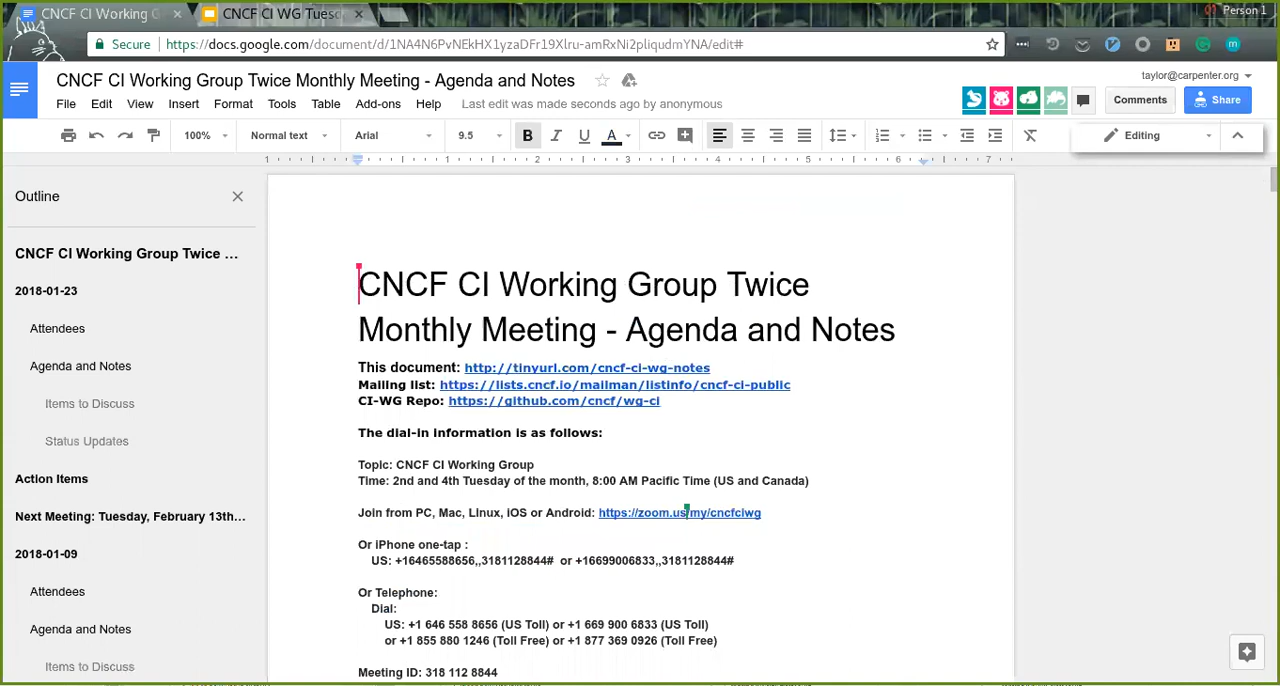 CNCF CI Working G
CNCF CI WG Tuesd
Person 1
Secure
https://docs.google.com/document/d/1NA4N6PvNEkHX1yzaDFr19Xlru-amRxNi2pliqudmYNA/edit#
CNCF CI Working Group Twice Monthly Meeting - Agenda and Notes
taylor@carpenter.org
File Edit View Insert Format Tools Table Add-ons Help Last edit was made seconds ago by anonymous
Comments
Share
100% Normal text Arial 9.5 B I U A Editing
1 1 2 3 4 5 6 7
Outline
CNCF CI Working Group Twice ...
2018-01-23
Attendees
Agenda and Notes
Items to Discuss
Status Updates
Action Items
Next Meeting: Tuesday, February 13th...
2018-01-09
Attendees
Agenda and Notes
Items to Discuss
CNCF CI Working Group Twice
Monthly Meeting - Agenda and Notes
This document: http://tinyurl.com/cncf-ci-wg-notes
Mailing list: https://lists.cncf.io/mailman/listinfo/cncf-ci-public
CI-WG Repo: https://github.com/cncf/wg-ci
The dial-in information is as follows:
Topic: CNCF CI Working Group
Time: 2nd and 4th Tuesday of the month, 8:00 AM Pacific Time (US and Canada)
Join from PC, Mac, Linux, iOS or Android: https://zoom.us/my/cncfciwg
Or iPhone one-tap :
US: +16465588656,,3181128844# or +16699006833,,3181128844#
Or Telephone:
Dial:
US: +1 646 558 8656 (US Toll) or +1 669 900 6833 (US Toll)
or +1 855 880 1246 (Toll Free) or +1 877 369 0926 (Toll Free)
Meeting ID: 318 112 8844